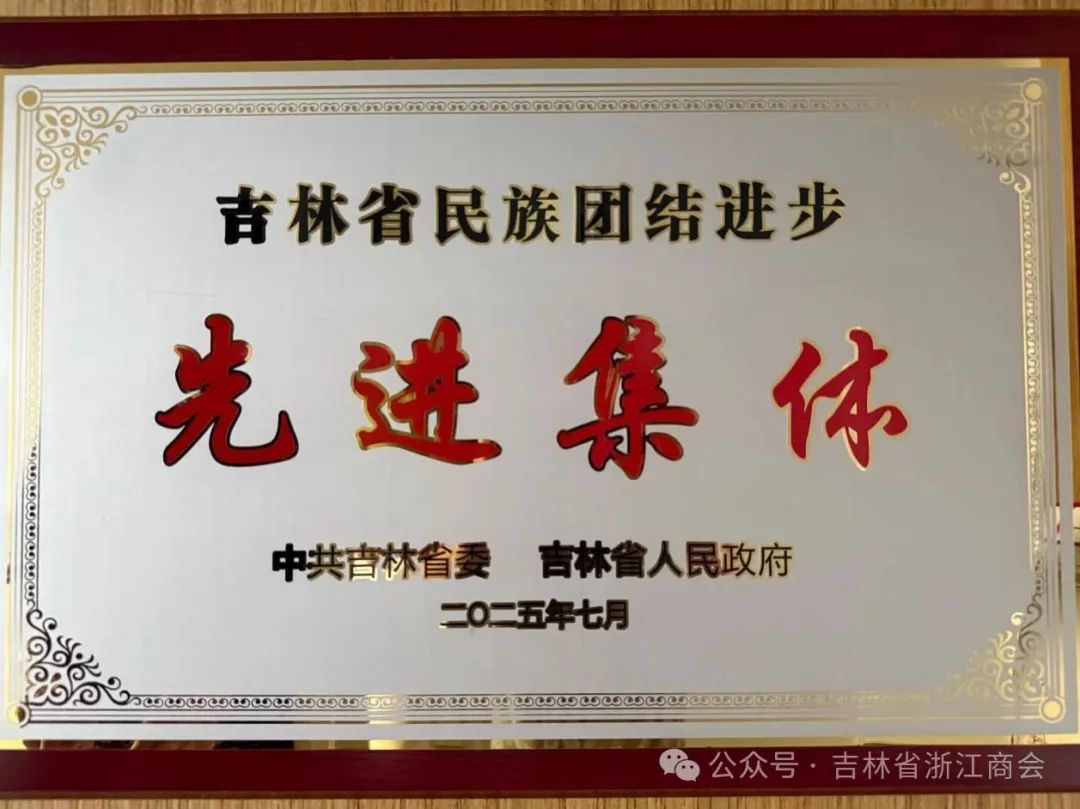 吉林省民族团结进步
先进集体
中共吉林省委 吉林省人民政府
二〇二五年七月
公众号·吉林省浙江商会